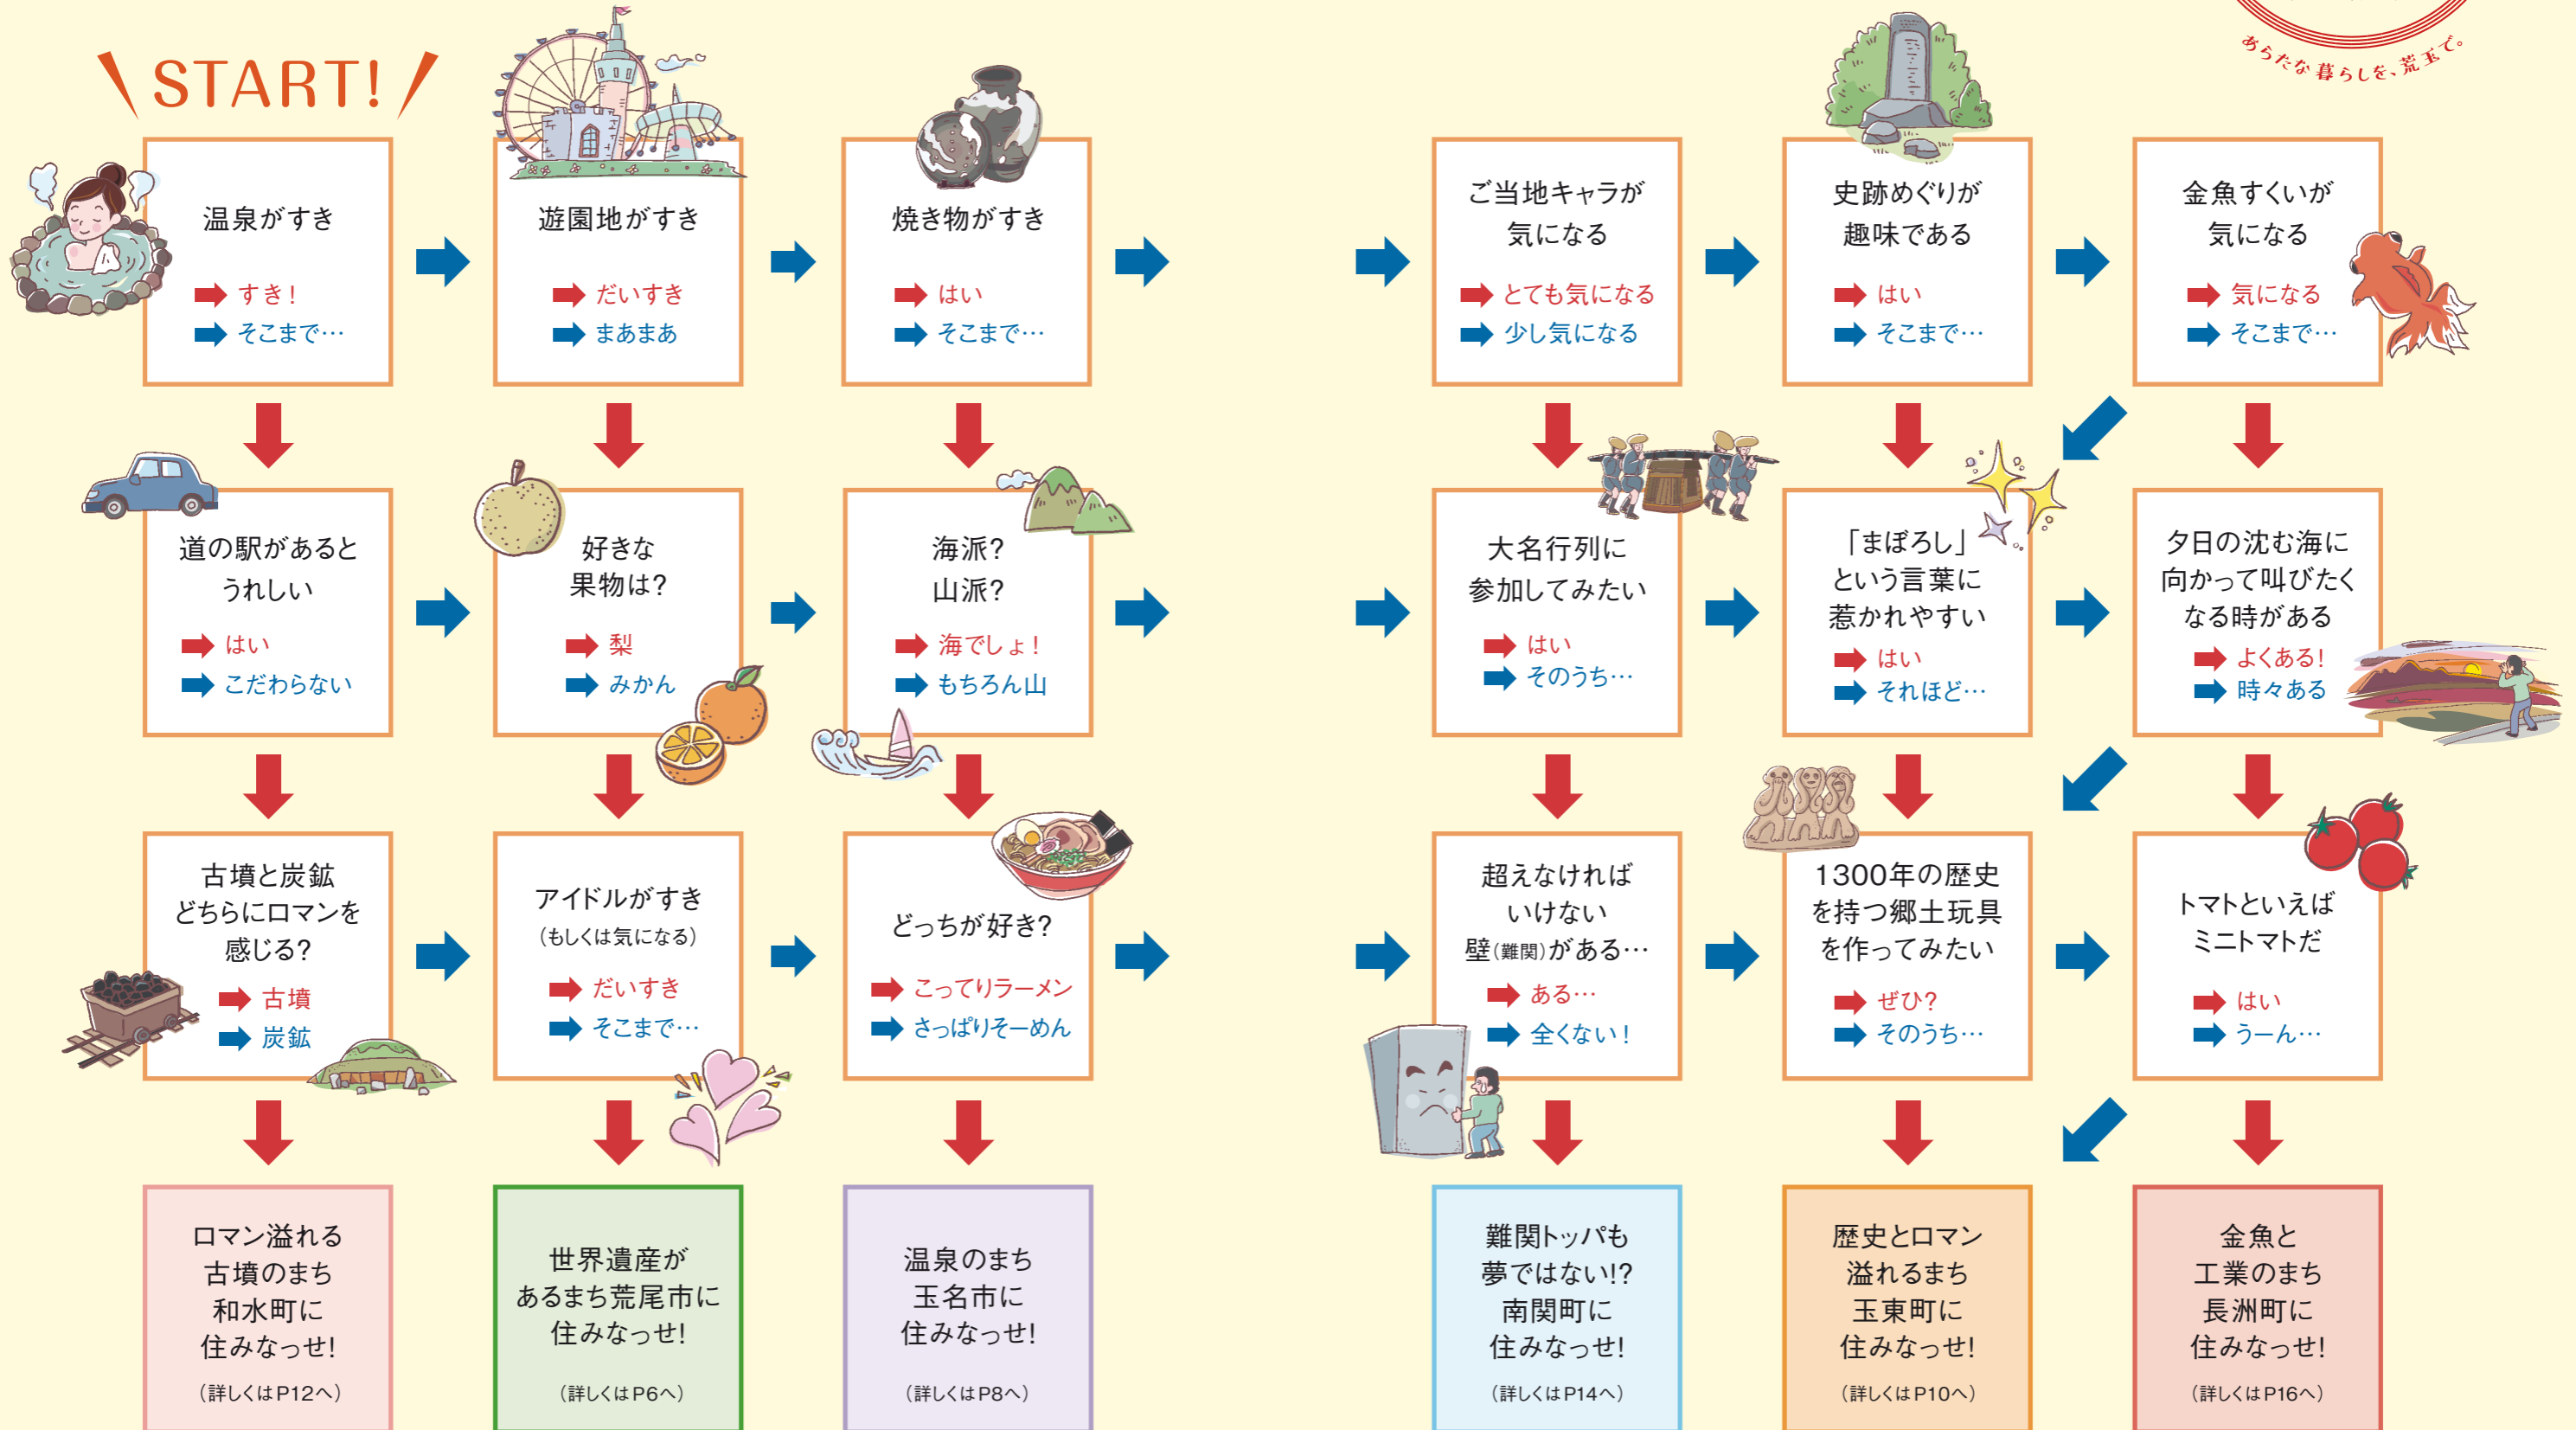 START!
あらたな暮らしを、荒玉で。
温泉がすき
すき!
そこまで…
遊園地がすき
だいすき
まあまあ
焼き物がすき
はい
そこまで…
ご当地キャラが
気になる
とても気になる
少し気になる
史跡めぐりが
趣味である
はい
そこまで…
金魚すくいが
気になる
気になる
そこまで…
道の駅があると
うれしい
はい
こだわらない
好きな
果物は?
梨
みかん
海派?
山派?
海でしょ!
もちろん山
大名行列に
参加してみたい
はい
そのうち…
「まぼろし」
という言葉に
惹かれやすい
はい
それほど…
夕日の沈む海に
向かって叫びたく
なる時がある
よくある!
時々ある
古墳と炭鉱
どちらにロマンを
感じる?
古墳
炭鉱
アイドルがすき
(もしくは気になる)
だいすき
そこまで…
どっちが好き?
こってりラーメン
さっぱりそーめん
超えなければ
いけない
壁(難関)がある…
ある…
全くない!
1300年の歴史
を持つ郷土玩具
を作ってみたい
ぜひ?
そのうち…
トマトといえば
ミニトマトだ
はい
うーん…
ロマン溢れる
古墳のまち
和水町に
住みなっせ!
(詳しくはP12へ)
世界遺産が
あるまち荒尾市に
住みなっせ!
(詳しくはP6へ)
温泉のまち
玉名市に
住みなっせ!
(詳しくはP8へ)
難関トッパも
夢ではない!?
南関町に
住みなっせ!
(詳しくはP14へ)
歴史とロマン
溢れるまち
玉東町に
住みなっせ!
(詳しくはP10へ)
金魚と
工業のまち
長洲町に
住みなっせ!
(詳しくはP16へ)